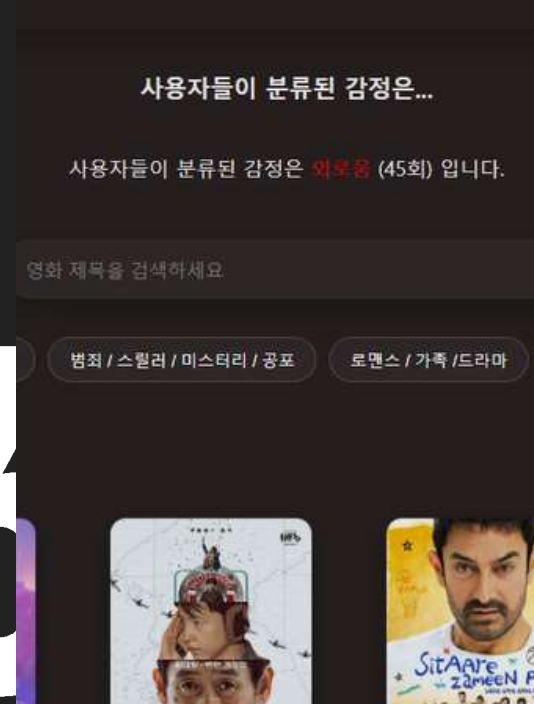 사용자들이 분류된 감정은...
사용자들이 분류된 감정은 외로움 (45회) 입니다.
영화 제목을 검색하세요
범죄 / 스릴러 / 미스터리 / 공포
로맨스 / 가족 /드라마
SitAARe
ZAMEEN P